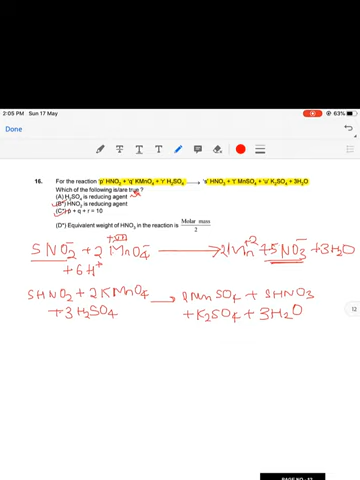 2:05 PM Sun 17 May
Done
16. For the reaction 'p' HNO₂ + 'q' KMnO₄ + 'r' H₂SO₄ ⟶ 's' HNO₃ + 't' MnSO₄ + 'u' K₂SO₄ + 3H₂O
Which of the following is/are true ?
(A) H₂SO₄ is reducing agent
(B*) HNO₂ is reducing agent
(C*) p + q + r = 10
(D*) Equivalent weight of HNO₂ in the reaction is Molar mass / 2
5NO₂⁻ + 2 MnO₄⁻ ⟶ 2Mn⁺² + 5NO₃⁻ + 3H₂O
+ 6H⁺
5HNO₂ + 2KMnO₄ ⟶ 2MnSO₄ + 5HNO₃
+ 3H₂SO₄ + K₂SO₄ + 3H₂O
12